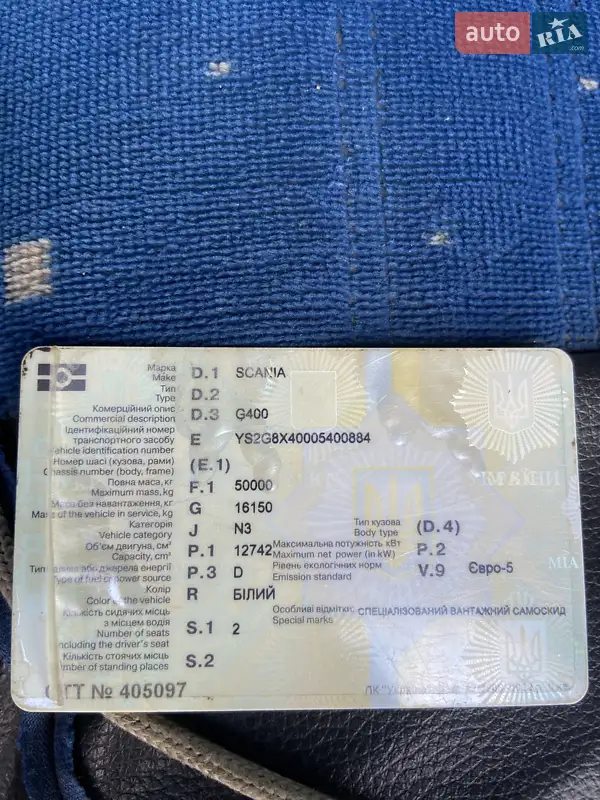 auto RIA .com
Марка
Make D.1 SCANIA
Тип
Type D.2
Комерційний опис
Commercial description D.3 G400
Ідентифікаційний номер
транспортного засобу
Vehicle identification number E YS2G8X40005400884
Номер шасі (кузова, рами)
Chassis number (body, frame) (E.1)
Повна маса, кг
Maximum mass, kg F.1 50000
Маса без навантаження, кг
Mass of the vehicle in service, kg G 16150
Категорія
Vehicle category J N3
Тип кузова
Body type (D.4)
Об'єм двигуна, см³
Capacity, cm³ P.1 12742
Максимальна потужність кВт
Maximum net power (in kW) P.2
Тип палива або джерела енергії
Type of fuel or power source P.3 D
Рівень екологічних норм
Emission standard V.9 Євро-5
Колір
Color of the vehicle R БІЛИЙ
Особливі відмітки
Special marks СПЕЦІАЛІЗОВАНИЙ ВАНТАЖНИЙ САМОСКИД
Кількість сидячих місць
з місцем водія
Number of seats
including the driver's seat S.1 2
Кількість стоячих місць
Number of standing places S.2
СТТ № 405097